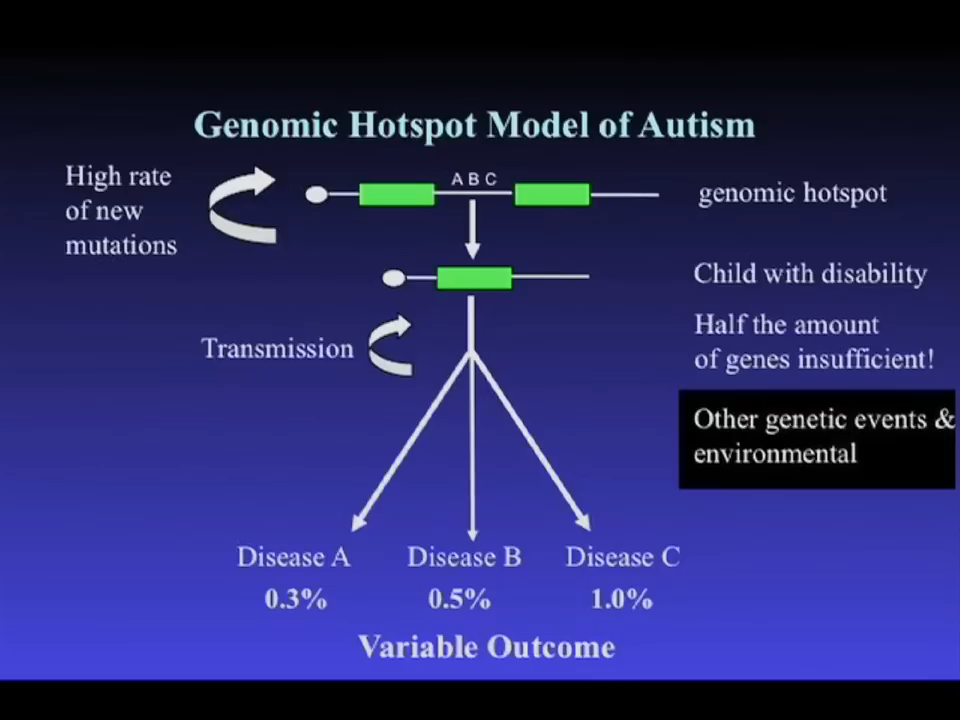 Genomic Hotspot Model of Autism
High rate
of new
mutations
A B C
genomic hotspot
Child with disability
Transmission
Half the amount
of genes insufficient!
Other genetic events &
environmental
Disease A
Disease B
Disease C
0.3%
0.5%
1.0%
Variable Outcome